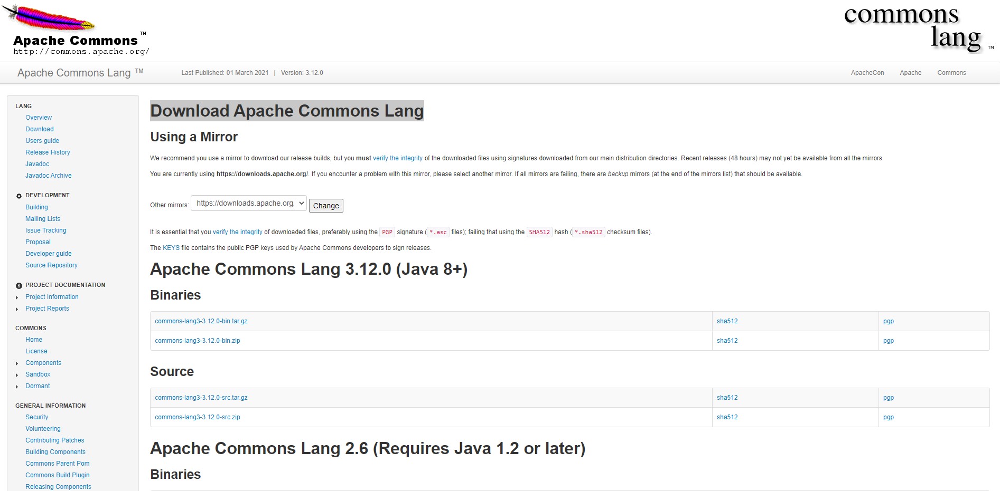 Apache Commons TM
http://commons.apache.org/
commons
lang TM
Apache Commons Lang TM
Last Published: 01 March 2021 | Version: 3.12.0
ApacheCon Apache Commons
LANG
Overview
Download
Users guide
Release History
Javadoc
Javadoc Archive
DEVELOPMENT
Building
Mailing Lists
Issue Tracking
Proposal
Developer guide
Source Repository
PROJECT DOCUMENTATION
Project Information
Project Reports
COMMONS
Home
License
Components
Sandbox
Dormant
GENERAL INFORMATION
Security
Volunteering
Contributing Patches
Building Components
Commons Parent Pom
Commons Build Plugin
Releasing Components
Download Apache Commons Lang
Using a Mirror
We recommend you use a mirror to download our release builds, but you must verify the integrity of the downloaded files using signatures downloaded from our main distribution directories. Recent releases (48 hours) may not yet be available from all the mirrors.
You are currently using https://downloads.apache.org/. If you encounter a problem with this mirror, please select another mirror. If all mirrors are failing, there are backup mirrors (at the end of the mirrors list) that should be available.
Other mirrors: https://downloads.apache.org Change
It is essential that you verify the integrity of downloaded files, preferably using the PGP signature (*.asc files); failing that using the SHA512 hash (*.sha512 checksum files).
The KEYS file contains the public PGP keys used by Apache Commons developers to sign releases.
Apache Commons Lang 3.12.0 (Java 8+)
Binaries
commons-lang3-3.12.0-bin.tar.gz sha512 pgp
commons-lang3-3.12.0-bin.zip sha512 pgp
Source
commons-lang3-3.12.0-src.tar.gz sha512 pgp
commons-lang3-3.12.0-src.zip sha512 pgp
Apache Commons Lang 2.6 (Requires Java 1.2 or later)
Binaries